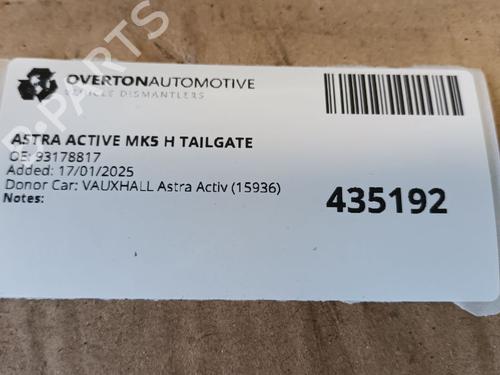 OVERTONAUTOMOTIVE
VEHICLE DISMANTLERS
ASTRA ACTIVE MK5 H TAILGATE
OE: 93178817
Added: 17/01/2025
Donor Car: VAUXHALL Astra Activ (15936)
Notes:
435192
B-PARTS